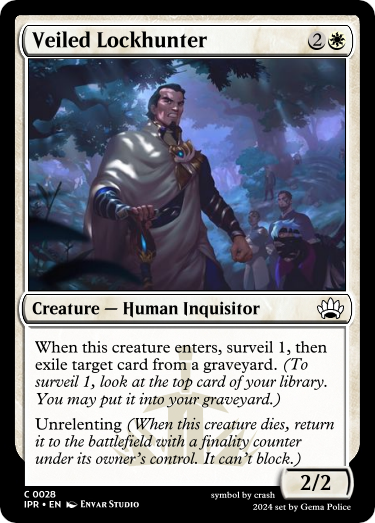 Veiled Lockhunter 2
Creature — Human Inquisitor
When this creature enters, surveil 1, then
exile target card from a graveyard. (To
surveil 1, look at the top card of your library.
You may put it into your graveyard.)
Unrelenting (When this creature dies, return
it to the battlefield with a finality counter
under its owner's control. It can't block.)
2/2
C 0028
IPR • EN Envar Studio
symbol by crash
2024 set by Gema Police